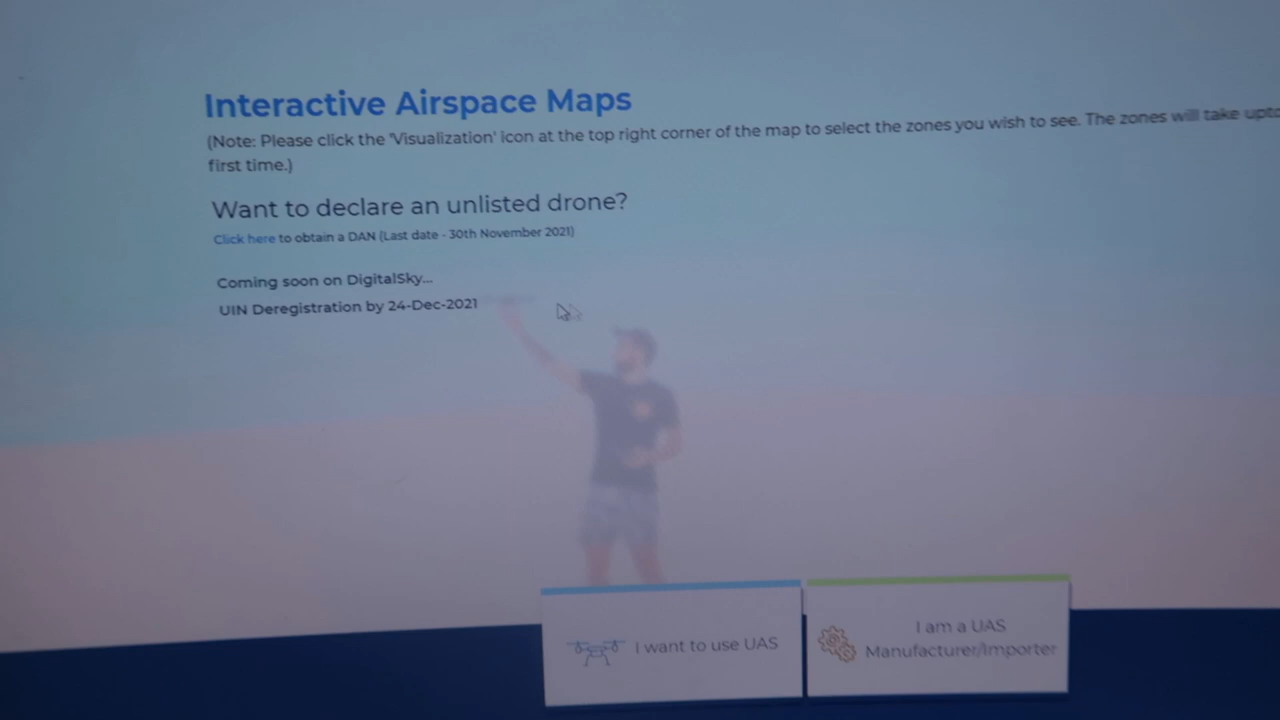 Interactive Airspace Maps
(Note: Please click the 'Visualization' icon at the top right corner of the map to select the zones you wish to see. The zones will take upto
first time.)
Want to declare an unlisted drone?
Click here to obtain a DAN (Last date - 30th November 2021)
Coming soon on DigitalSky...
UIN Deregistration by 24-Dec-2021
I want to use UAS
I am a UAS
Manufacturer/Importer